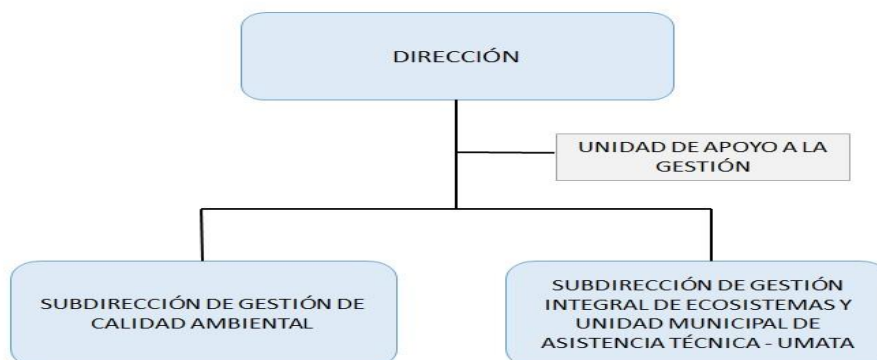 DIRECCIÓN
UNIDAD DE APOYO A LA
GESTIÓN
SUBDIRECCIÓN DE GESTIÓN DE
CALIDAD AMBIENTAL
SUBDIRECCIÓN DE GESTIÓN
INTEGRAL DE ECOSISTEMAS Y
UNIDAD MUNICIPAL DE
ASISTENCIA TÉCNICA - UMATA